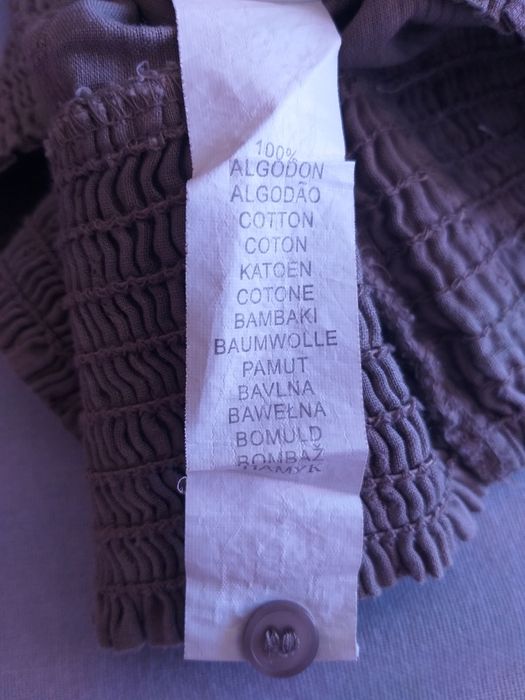 100%
ALGODON
ALGODÃO
COTTON
COTON
KATOEN
COTONE
BAMBAKI
BAUMWOLLE
PAMUT
BAVLNA
BAWEŁNA
BOMULD
BOMBAŽ